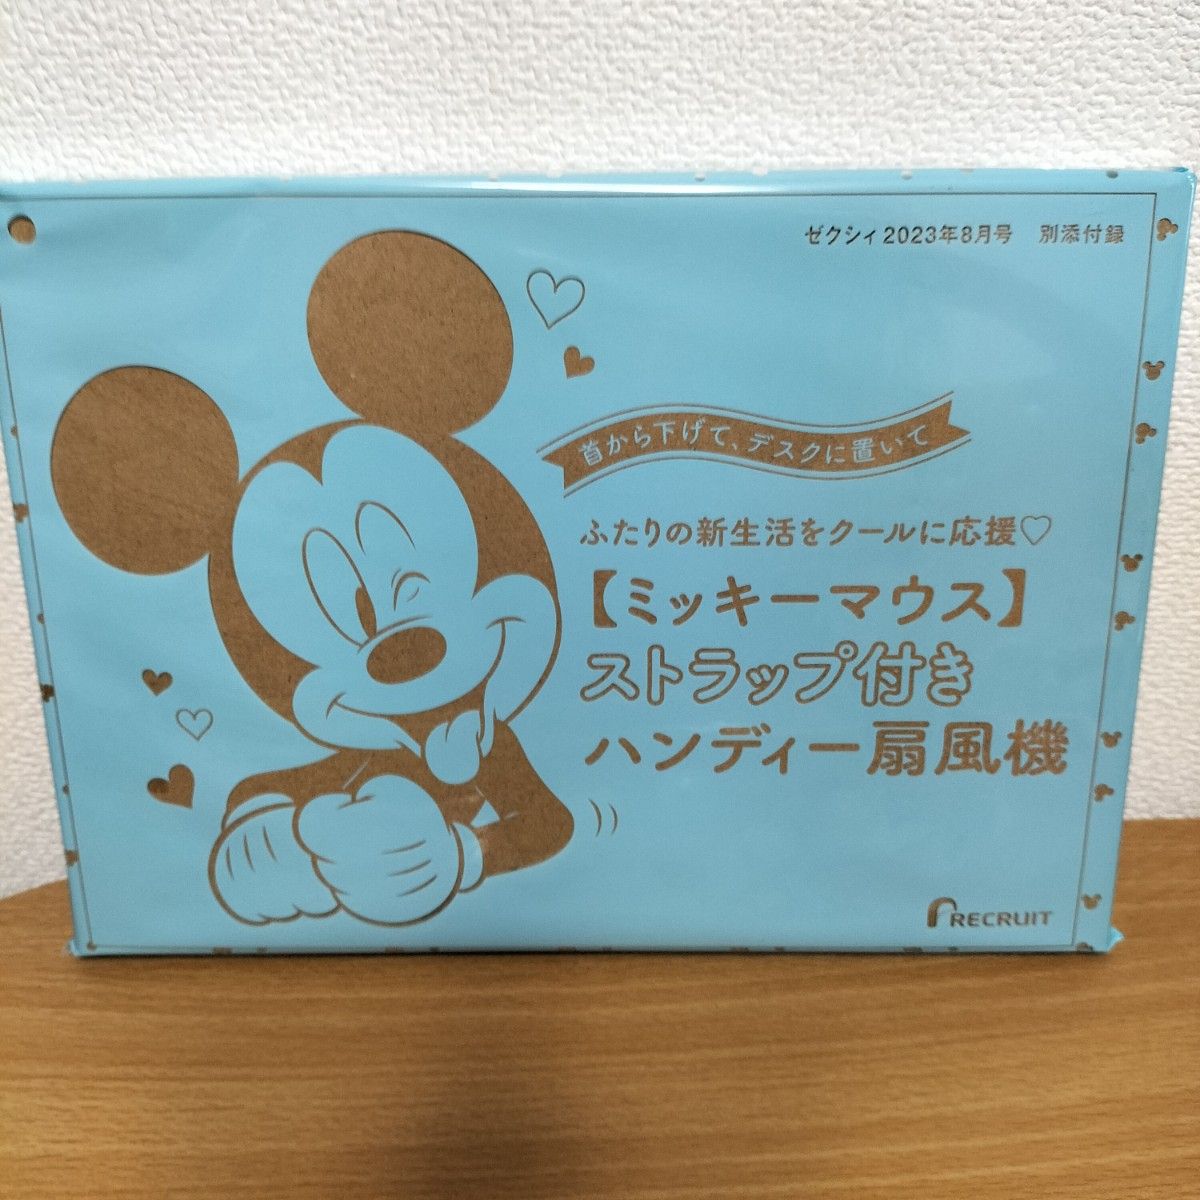 ゼクシィ 2023年8月号 別添付録
首から下げて、デスクに置いて
ふたりの新生活をクールに応援♡
【ミッキーマウス】
ストラップ付き
ハンディー扇風機
RECRUIT